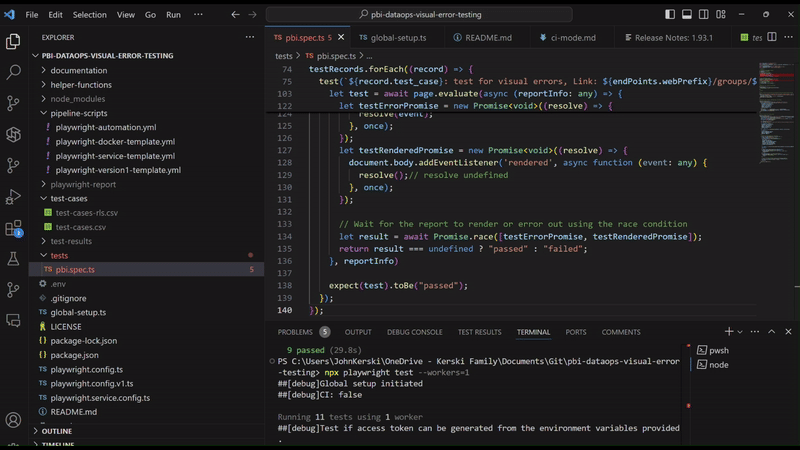 File Edit Selection View Go Run ···
pbi-dataops-visual-error-testing
EXPLORER ···
PBI-DATAOPS-VISUAL-ERROR-TESTING
documentation
helper-functions
node_modules
pipeline-scripts
! playwright-automation.yml
! playwright-docker-template.yml
! playwright-service-template.yml
! playwright-version1-template.yml
playwright-report
test-cases
test-cases-rls.csv
test-cases.csv
test-results
tests
TS pbi.spec.ts 5
.env
.gitignore
TS global-setup.ts
LICENSE
{} package-lock.json
{} package.json
TS playwright.config.ts
TS playwright.config.v1.ts
TS playwright.service.config.ts
README.md
OUTLINE
TIMELINE
2
TS pbi.spec.ts 5 TS global-setup.ts README.md ci-mode.md Release Notes: 1.93.1 tes ···
tests > TS pbi.spec.ts > ...
74 testRecords.forEach((record) => {
75 test(`${record.test_case}: test for visual errors, Link: ${endPoints.webPrefix}/groups/$
103 let test = await page.evaluate(async (reportInfo: any) => {
122 let testErrorPromise = new Promise<void>((resolve) => {
124 resolve(event);
125 }, once);
126 });
127 let testRenderedPromise = new Promise<void>((resolve) => {
128 document.body.addEventListener('rendered', async function (event: any) {
129 resolve();// resolve undefined
130 }, once);
131 });
132
133 // Wait for the report to render or error out using the race condition
134 let result = await Promise.race([testErrorPromise, testRenderedPromise]);
135 return result === undefined ? "passed" : "failed";
136 }, reportInfo)
137
138 expect(test).toBe("passed");
139 });
140 });
PROBLEMS 5 OUTPUT DEBUG CONSOLE TEST RESULTS TERMINAL PORTS COMMENTS
9 passed (29.8s)
PS C:\Users\JohnKerski\OneDrive - Kerski Family\Documents\Git\pbi-dataops-visual-error
-testing> npx playwright test --workers=1
##[debug]Global setup initiated
##[debug]CI: false
Running 11 tests using 1 worker
##[debug]Test if access token can be generated from the environment variables provided
.
pwsh
node